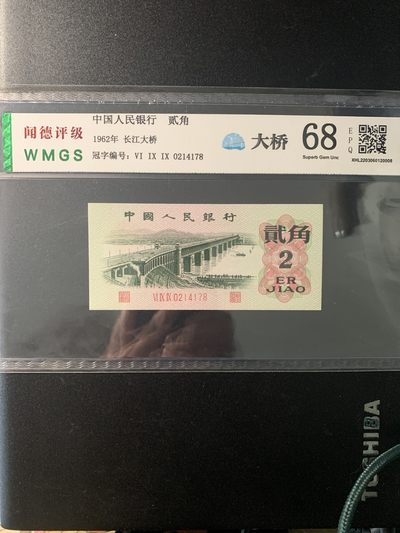 闻德评级
WMGS
中国人民银行 贰角
1962年 长江大桥
冠字编号: VI IX IX 0214178
大桥
68
EPQ
Superb Gem Unc
XHL2203060120008
中國人民銀行
貳角
2
ER
JIAO
VI IX IX 0214178
TOSHIBA